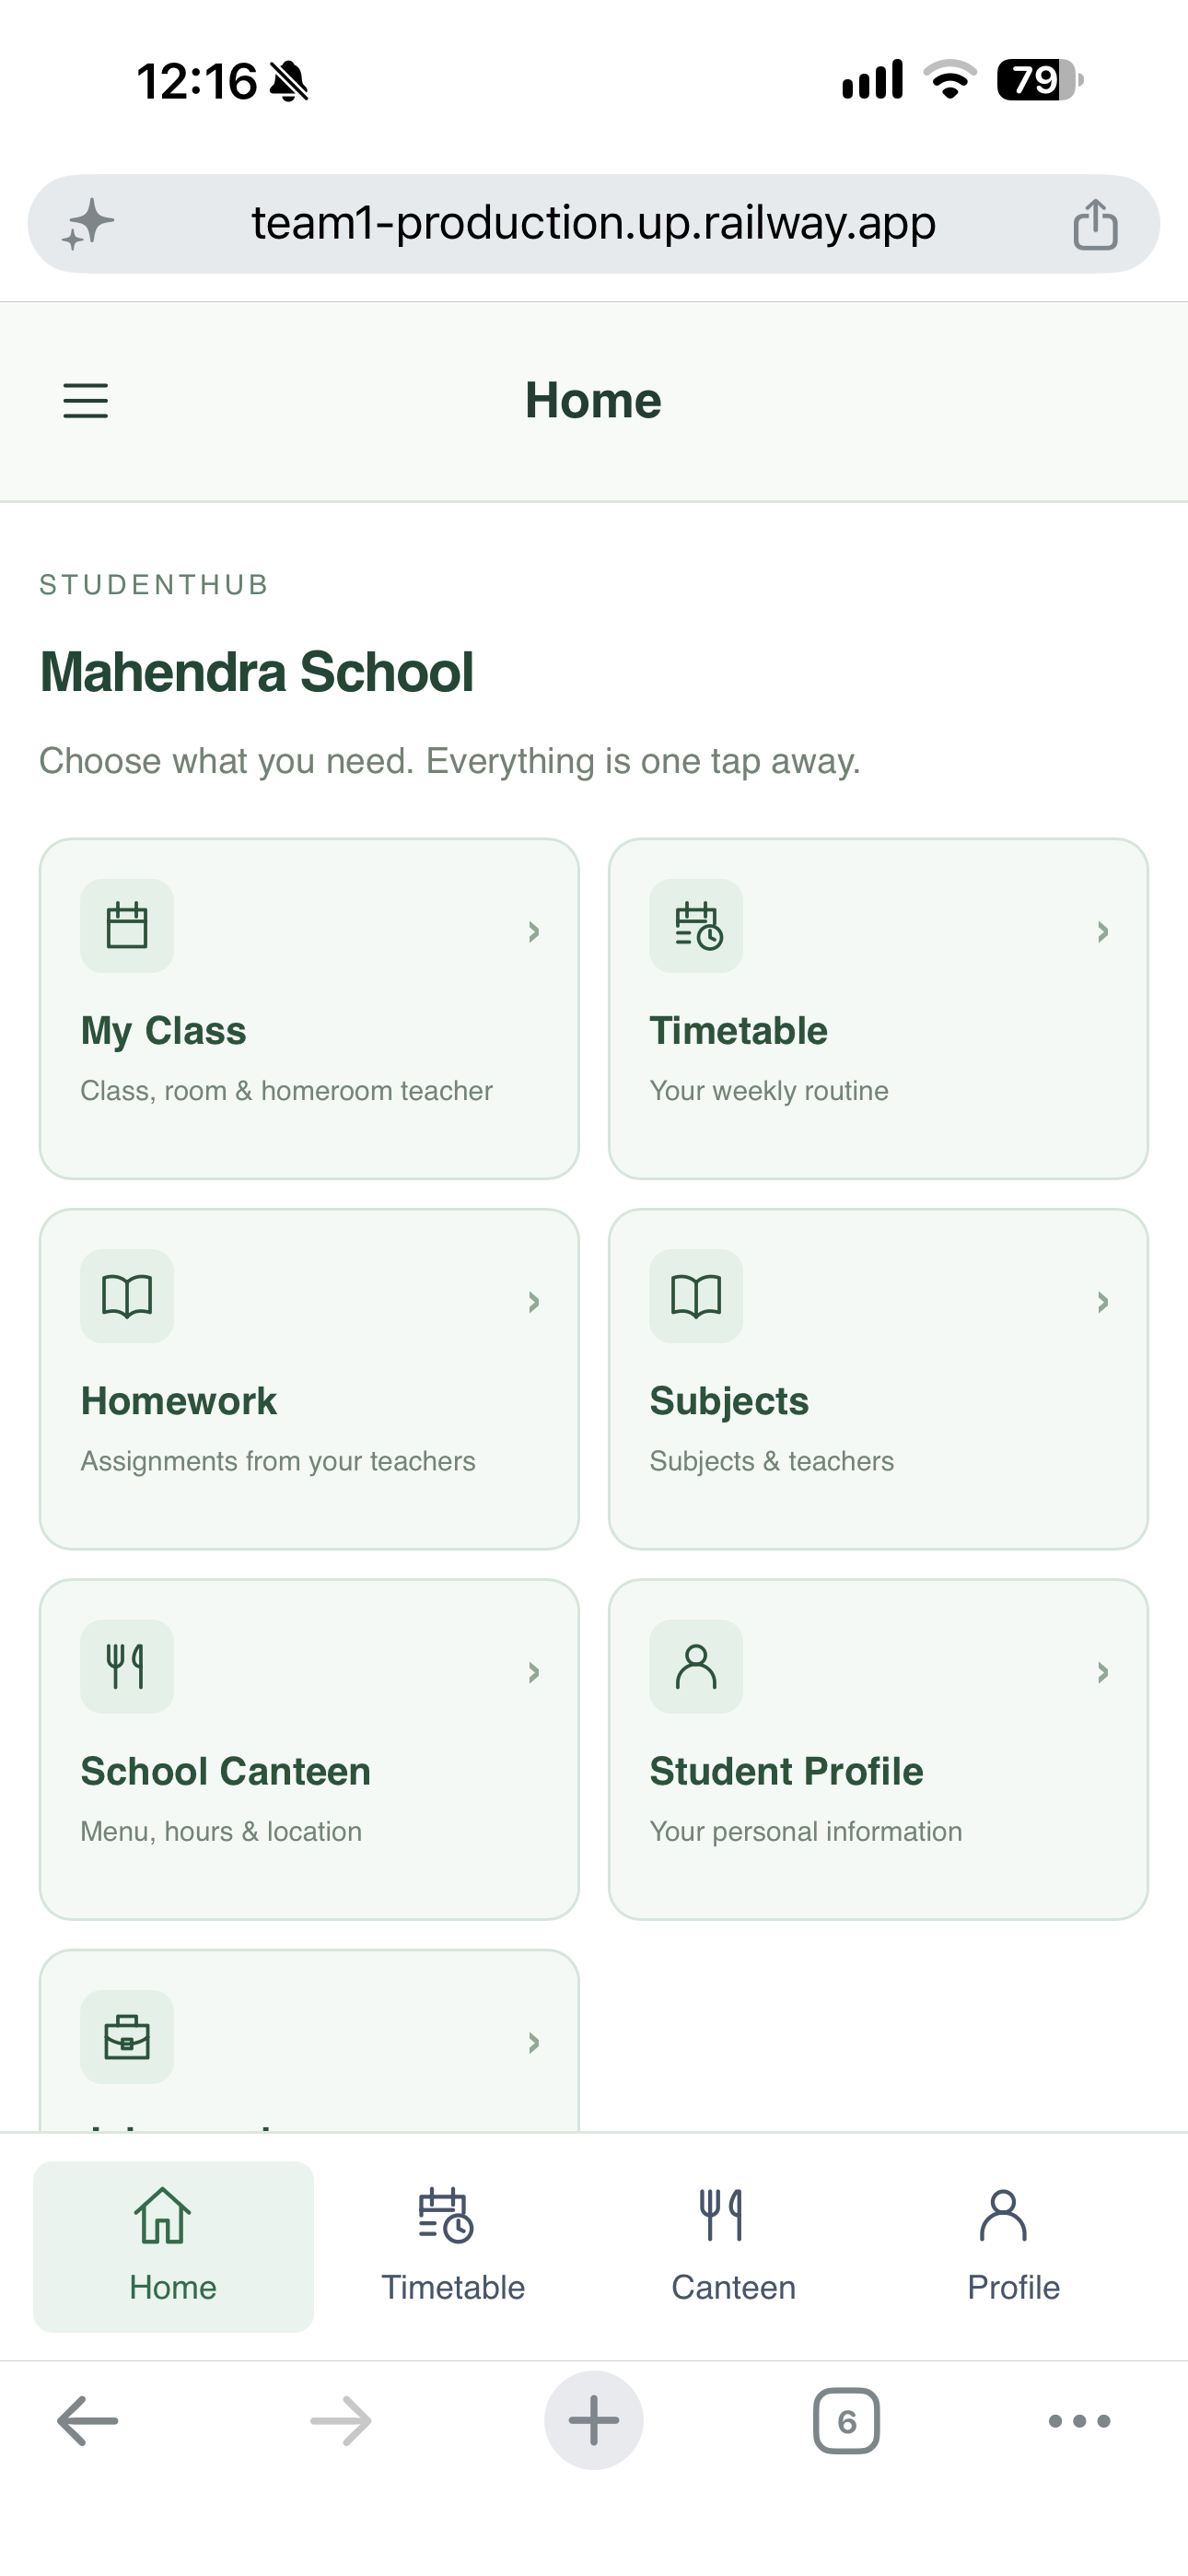 12:16
79
team1-production.up.railway.app
Home
STUDENTHUB
Mahendra School
Choose what you need. Everything is one tap away.
My Class
Class, room & homeroom teacher
Timetable
Your weekly routine
Homework
Assignments from your teachers
Subjects
Subjects & teachers
School Canteen
Menu, hours & location
Student Profile
Your personal information
Home
Timetable
Canteen
Profile
6